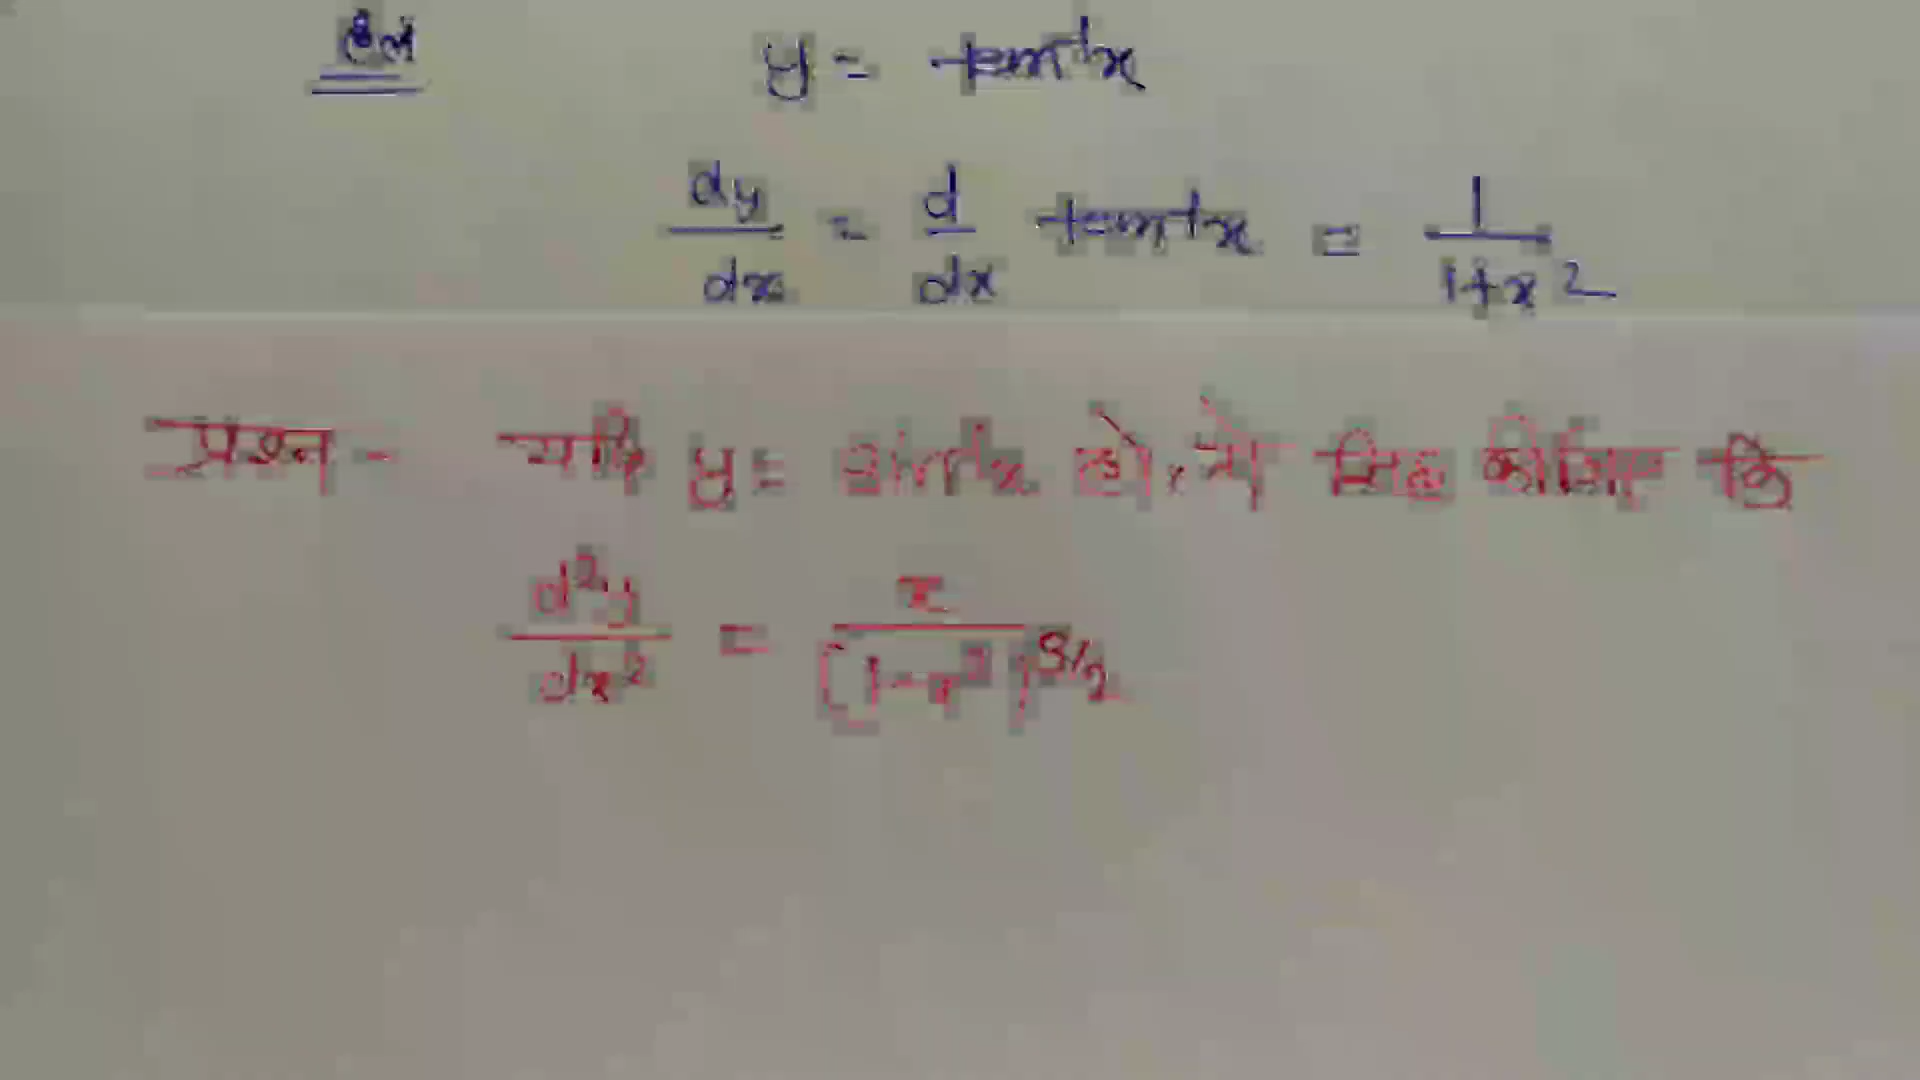 हल
y = tan⁻¹x
dy/dx = d/dx tan⁻¹x = 1/1+x²
प्रश्न - यदि y = sin⁻¹x हो, तो सिद्ध कीजिए कि
d²y/dx² = x/(1-x²)^3/2